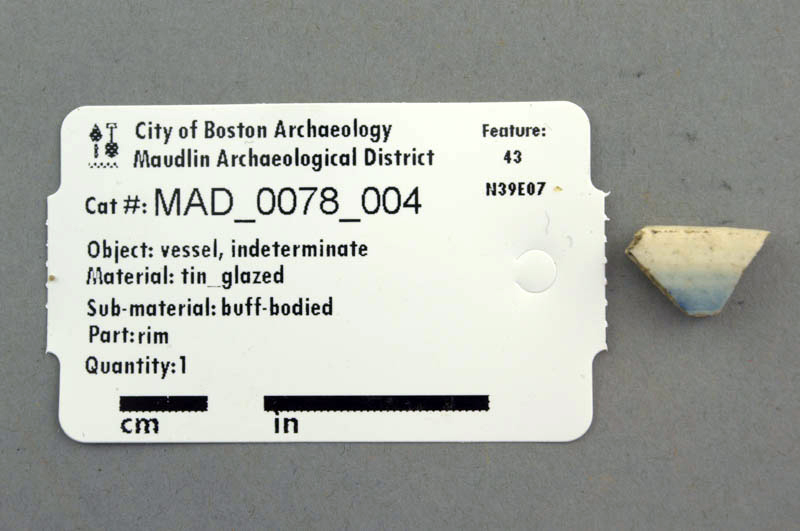 City of Boston Archaeology
Maudlin Archaeological District
Feature:
43
N39E07
Cat #: MAD_0078_004
Object: vessel, indeterminate
Material: tin_glazed
Sub-material: buff-bodied
Part: rim
Quantity: 1
cm in